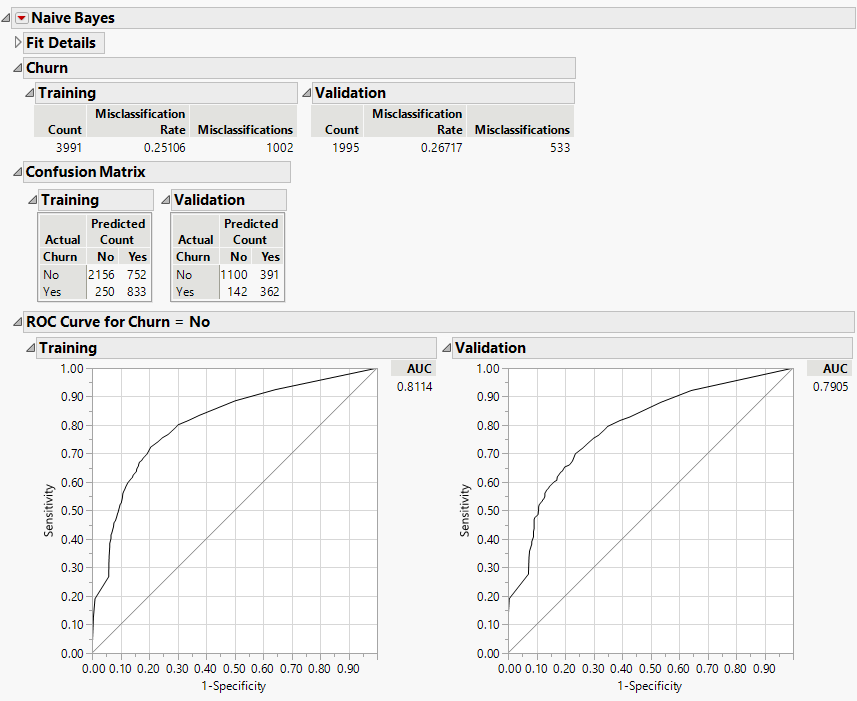 Naive Bayes
Fit Details
Churn
Training
Count Misclassification Rate Misclassifications
3991 0.25106 1002
Validation
Count Misclassification Rate Misclassifications
1995 0.26717 533
Confusion Matrix
Training
Actual Predicted Count
Churn No Yes
No 2156 752
Yes 250 833
Validation
Actual Predicted Count
Churn No Yes
No 1100 391
Yes 142 362
ROC Curve for Churn = No
Training
AUC
0.8114
1.00
0.90
0.80
0.70
0.60
0.50
0.40
0.30
0.20
0.10
0.00
Sensitivity
0.00 0.10 0.20 0.30 0.40 0.50 0.60 0.70 0.80 0.90
1-Specificity
Validation
AUC
0.7905
1.00
0.90
0.80
0.70
0.60
0.50
0.40
0.30
0.20
0.10
0.00
Sensitivity
0.00 0.10 0.20 0.30 0.40 0.50 0.60 0.70 0.80 0.90
1-Specificity